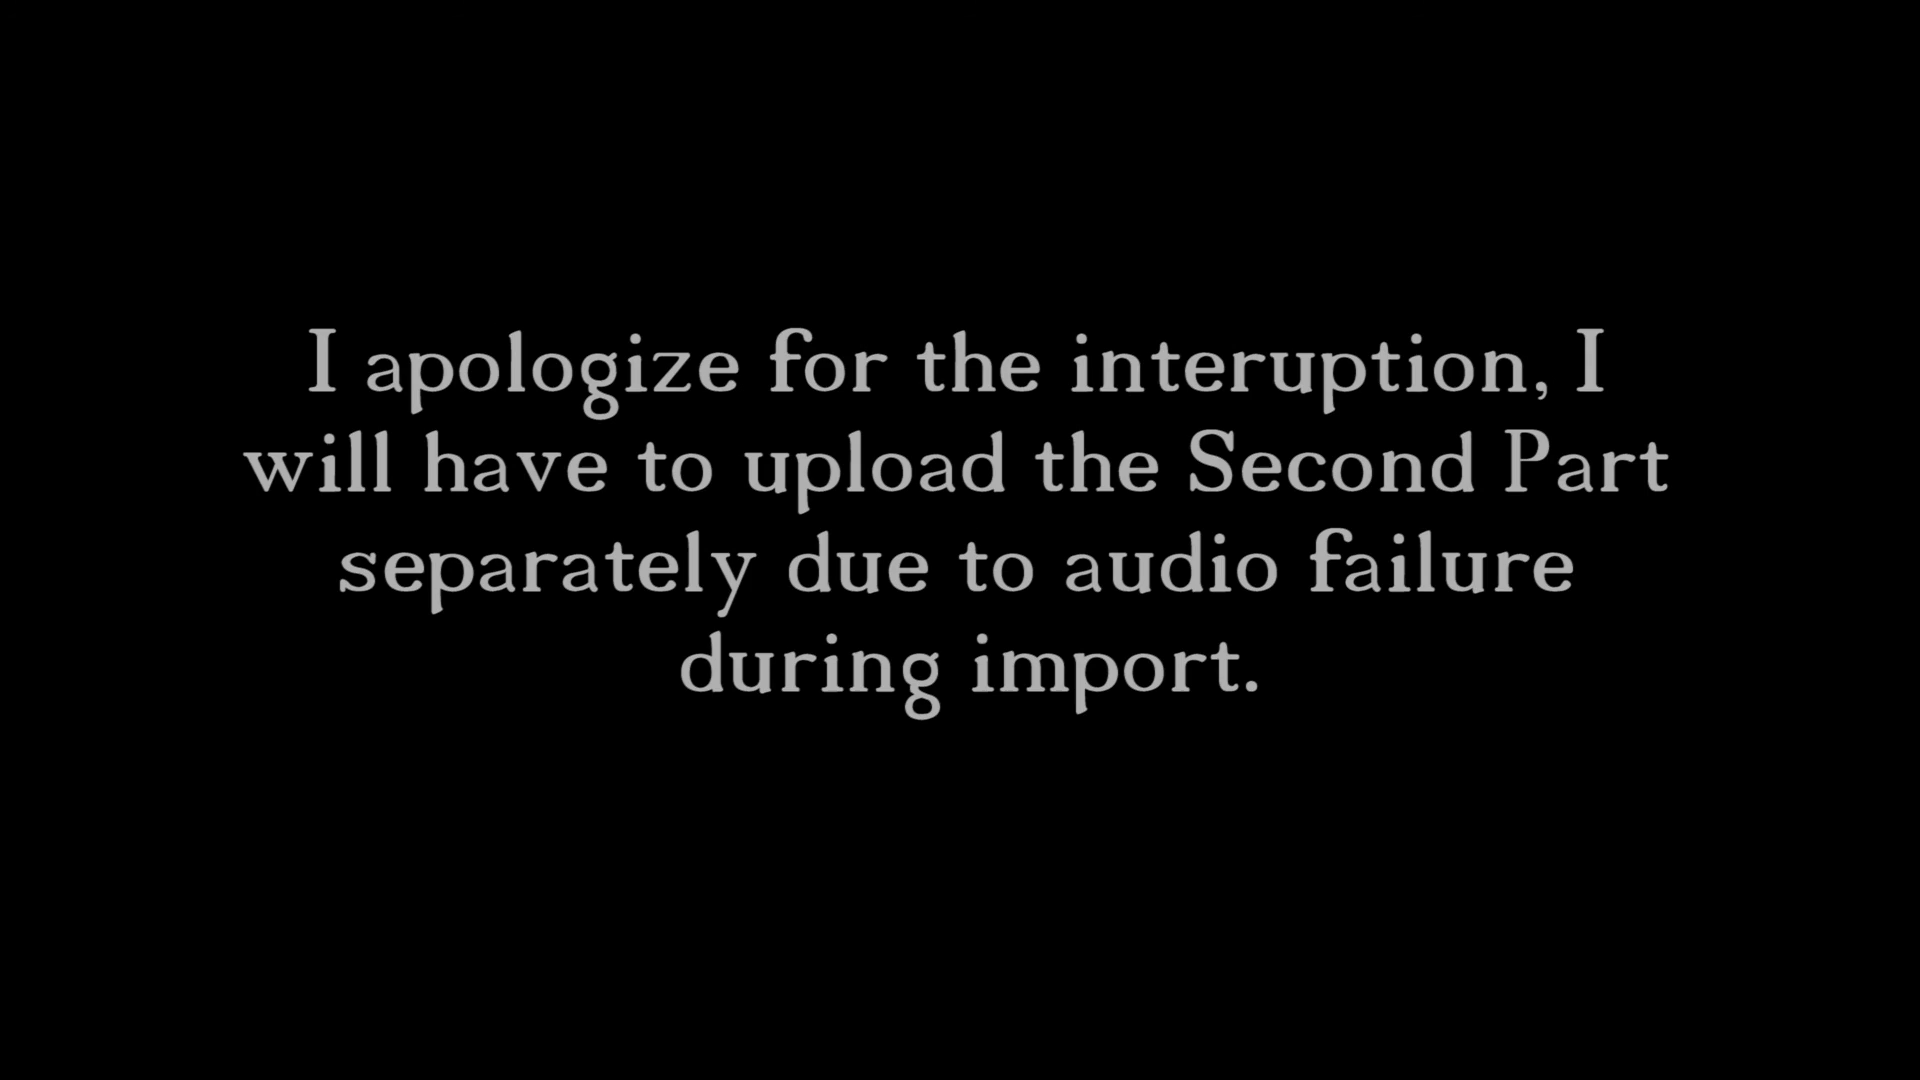 I apologize for the interuption, I
will have to upload the Second Part
separately due to audio failure
during import.